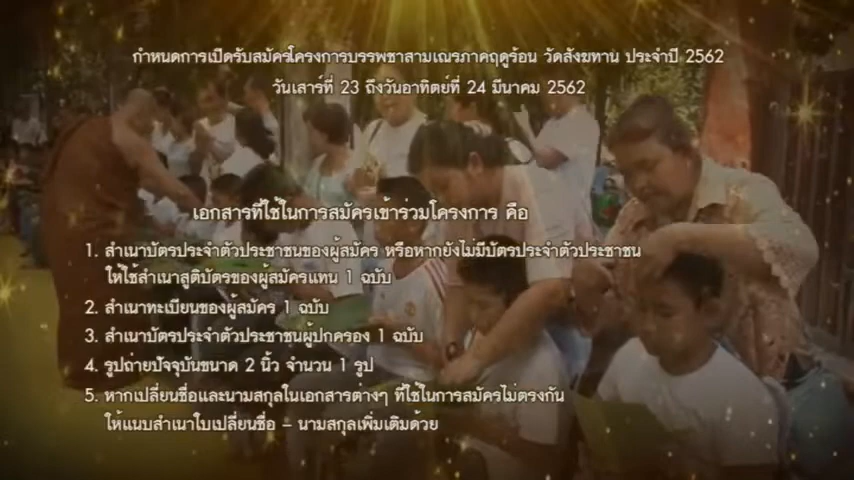 กำหนดการเปิดรับสมัครโครงการบรรพชาสามเณรภาคฤดูร้อน วัดสังฆทาน ประจำปี 2562
วันเสาร์ที่ 23 ถึงวันอาทิตย์ที่ 24 มีนาคม 2562
เอกสารที่ใช้ในการสมัครเข้าร่วมโครงการ คือ
1. สำเนาบัตรประจำตัวประชาชนของผู้สมัคร หรือหากยังไม่มีบัตรประจำตัวประชาชน
ให้ใช้สำเนาสูติบัตรของผู้สมัครแทน 1 ฉบับ
2. สำเนาทะเบียนของผู้สมัคร 1 ฉบับ
3. สำเนาบัตรประจำตัวประชาชนผู้ปกครอง 1 ฉบับ
4. รูปถ่ายปัจจุบันขนาด 2 นิ้ว จำนวน 1 รูป
5. หากเปลี่ยนชื่อและนามสกุลในเอกสารต่างๆ ที่ใช้ในการสมัครไม่ตรงกัน
ให้แนบสำเนาใบเปลี่ยนชื่อ – นามสกุลเพิ่มเติมด้วย